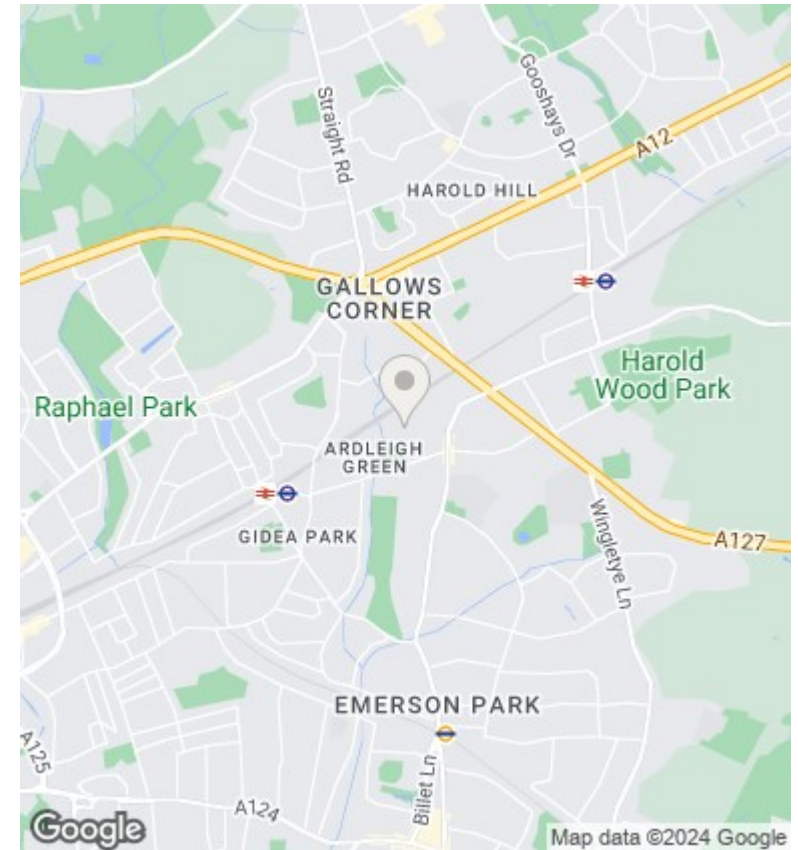 Straight Rd
Gooshays Dr
A12
HAROLD HILL
GALLOWS
CORNER
Harold
Wood Park
Raphael Park
ARDLEIGH
GREEN
GIDEA PARK
A127
Wingletye Ln
EMERSON PARK
A125
A124
Billet Ln
Google
Map data ©2024 Google